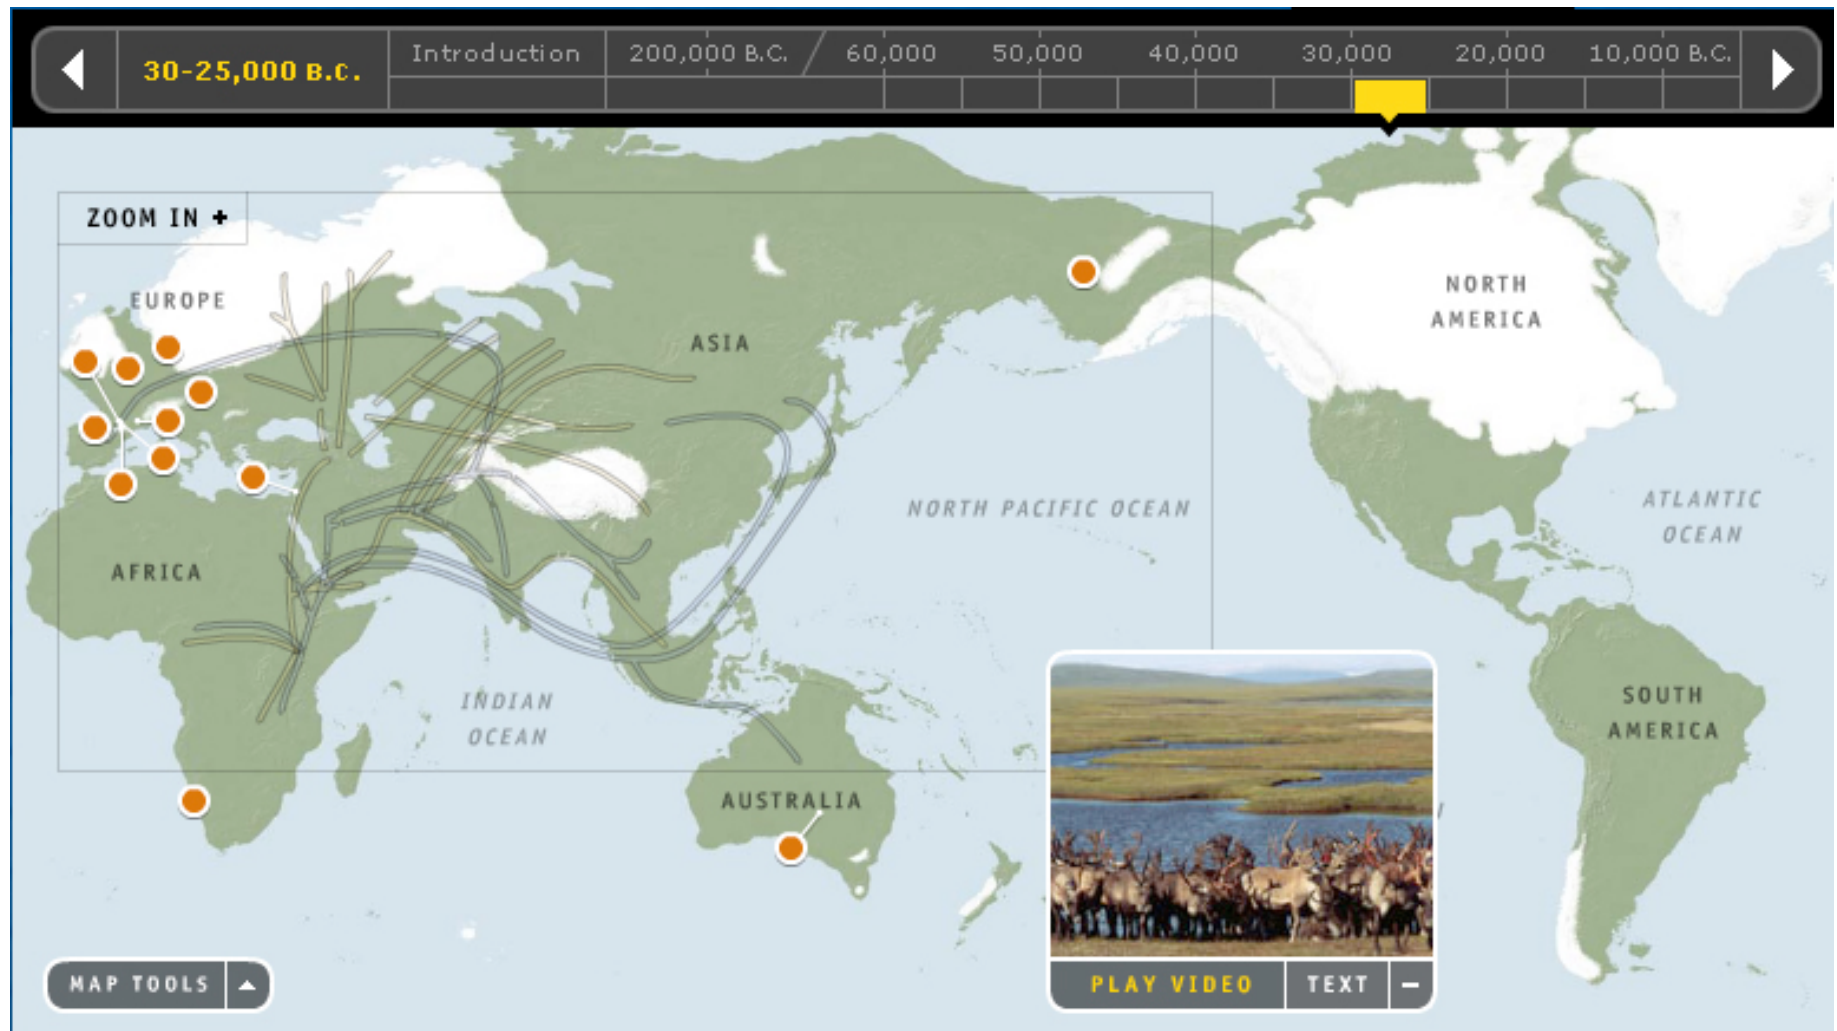 30-25,000 B.C.
Introduction
200,000 B.C.
60,000
50,000
40,000
30,000
20,000
10,000 B.C.
ZOOM IN +
EUROPE
ASIA
NORTH
AMERICA
NORTH PACIFIC OCEAN
ATLANTIC
OCEAN
AFRICA
INDIAN
OCEAN
SOUTH
AMERICA
AUSTRALIA
MAP TOOLS
PLAY VIDEO
TEXT